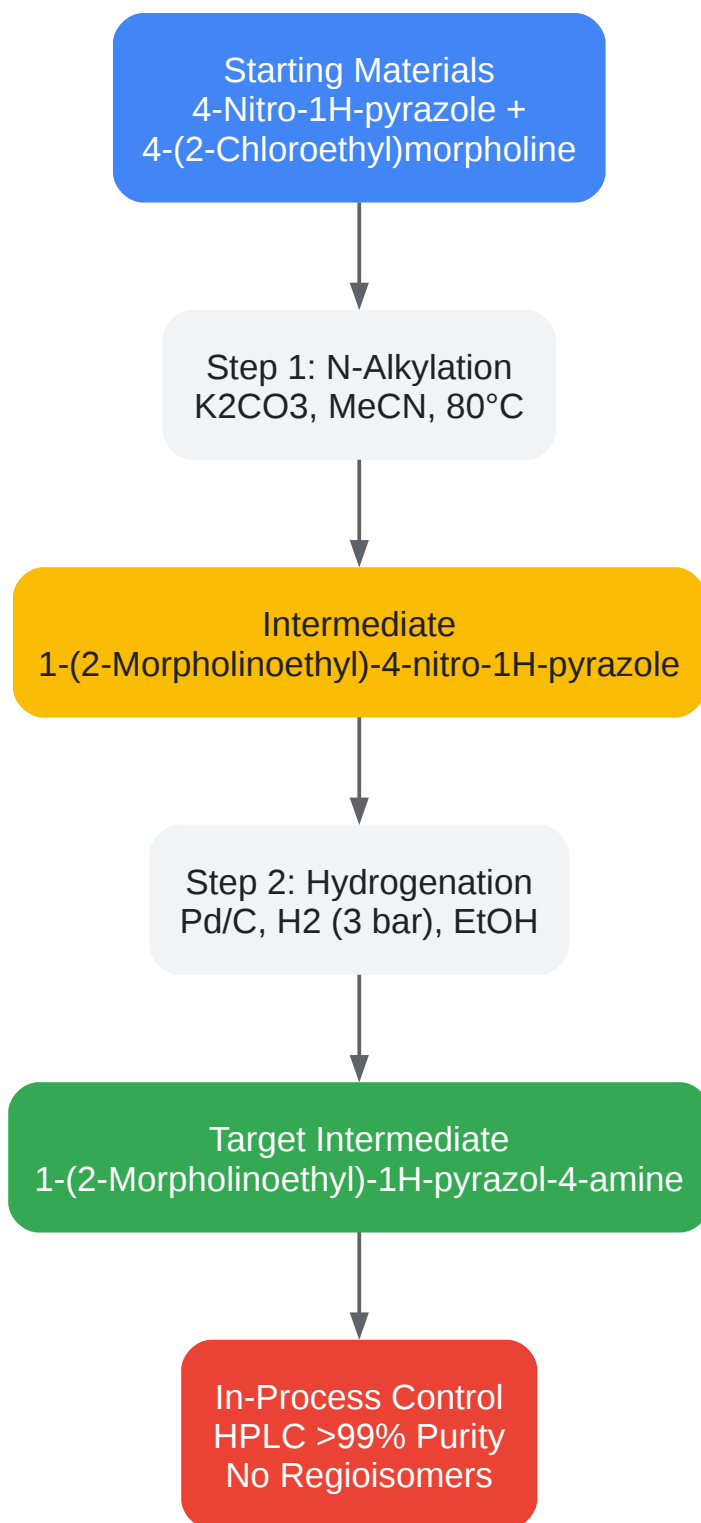 Starting Materials
4-Nitro-1H-pyrazole +
4-(2-Chloroethyl)morpholine
Step 1: N-Alkylation
K2CO3, MeCN, 80°C
Intermediate
1-(2-Morpholinoethyl)-4-nitro-1H-pyrazole
Step 2: Hydrogenation
Pd/C, H2 (3 bar), EtOH
Target Intermediate
1-(2-Morpholinoethyl)-1H-pyrazol-4-amine
In-Process Control
HPLC >99% Purity
No Regioisomers